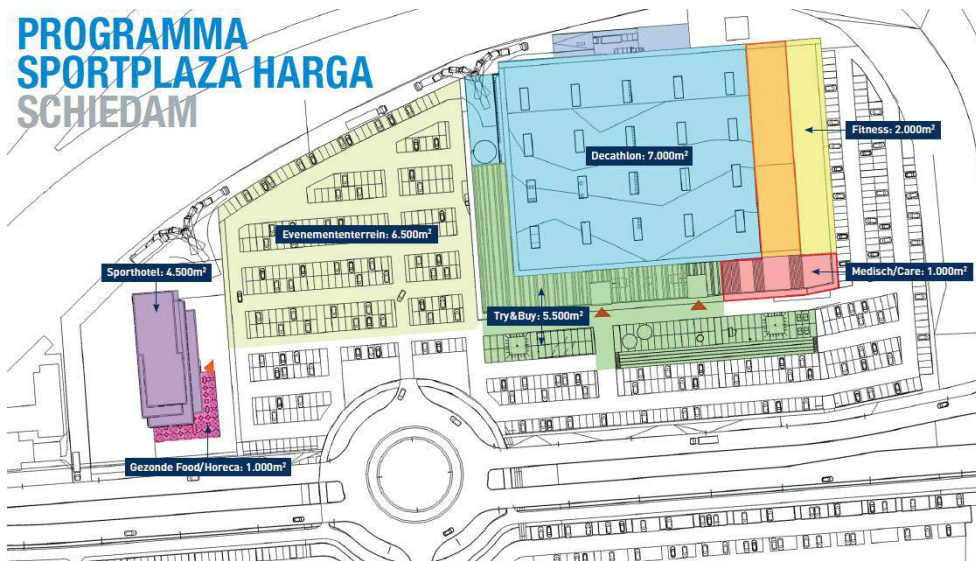 PROGRAMMA
SPORTPLAZA HARGA
SCHIEDAM
Fitness: 2.000m²
Decathlon: 7.000m²
Evenemententerrein: 6.500m²
Sporthotel: 4.500m²
Medisch/Care: 1.000m²
Try&Buy: 5.500m²
Gezonde Food/Horeca: 1.000m²